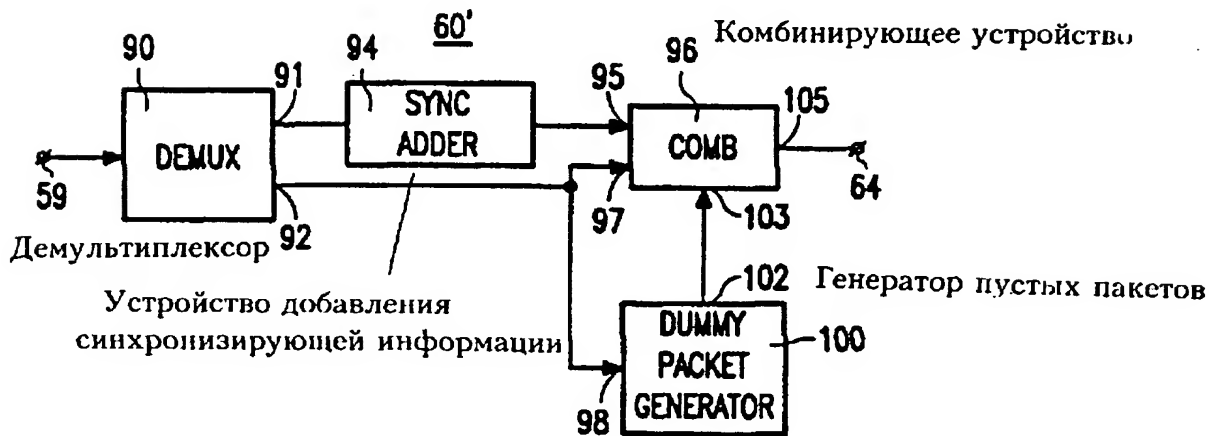 60'
Комбинирующее устройство
90
91
94
SYNC
ADDER
95
96
COMB
105
DEMUX
59
92
97
103
64
Демультиплексор
Устройство добавления
синхронизирующей информации
102
Генератор пустых пакетов
DUMMY
PACKET
GENERATOR
100
98